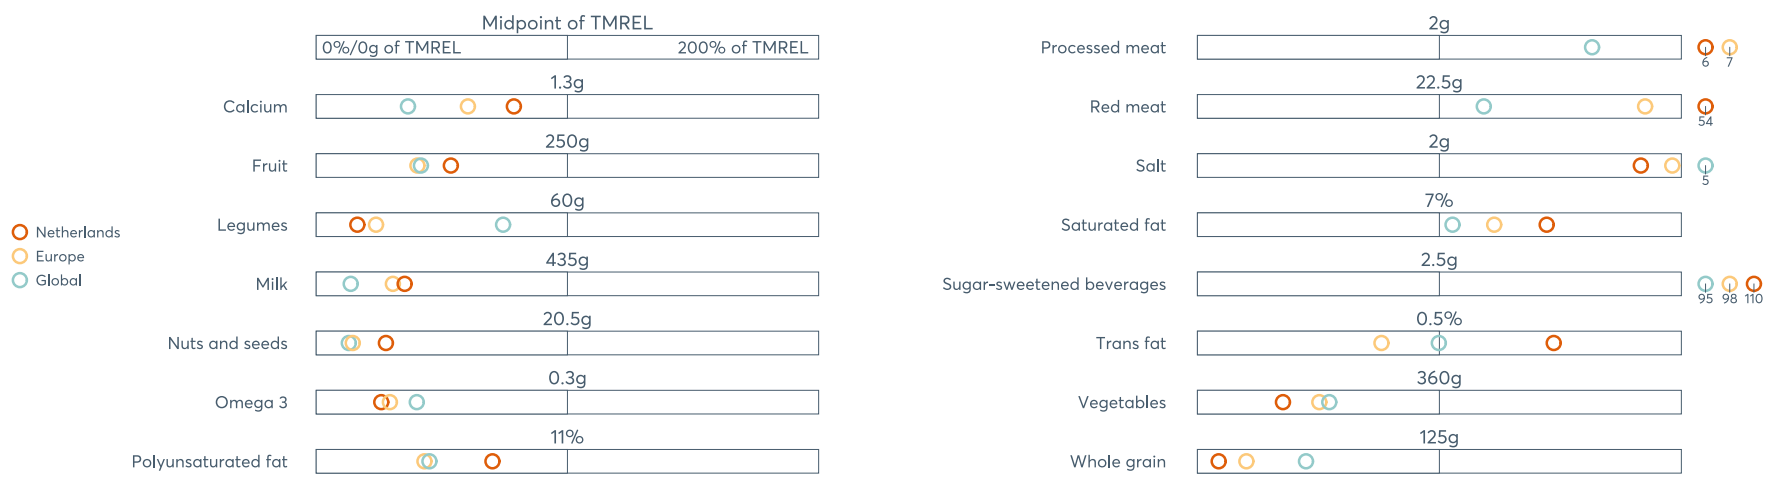 Midpoint of TMREL
0%/0g of TMREL 200% of TMREL
1.3g
Calcium
250g
Fruit
60g
Legumes
435g
Milk
20.5g
Nuts and seeds
0.3g
Omega 3
11%
Polyunsaturated fat
Netherlands
Europe
Global
2g
Processed meat
6 7
22.5g
Red meat
54
2g
Salt
5
7%
Saturated fat
2.5g
Sugar-sweetened beverages
95 98 110
0.5%
Trans fat
360g
Vegetables
125g
Whole grain